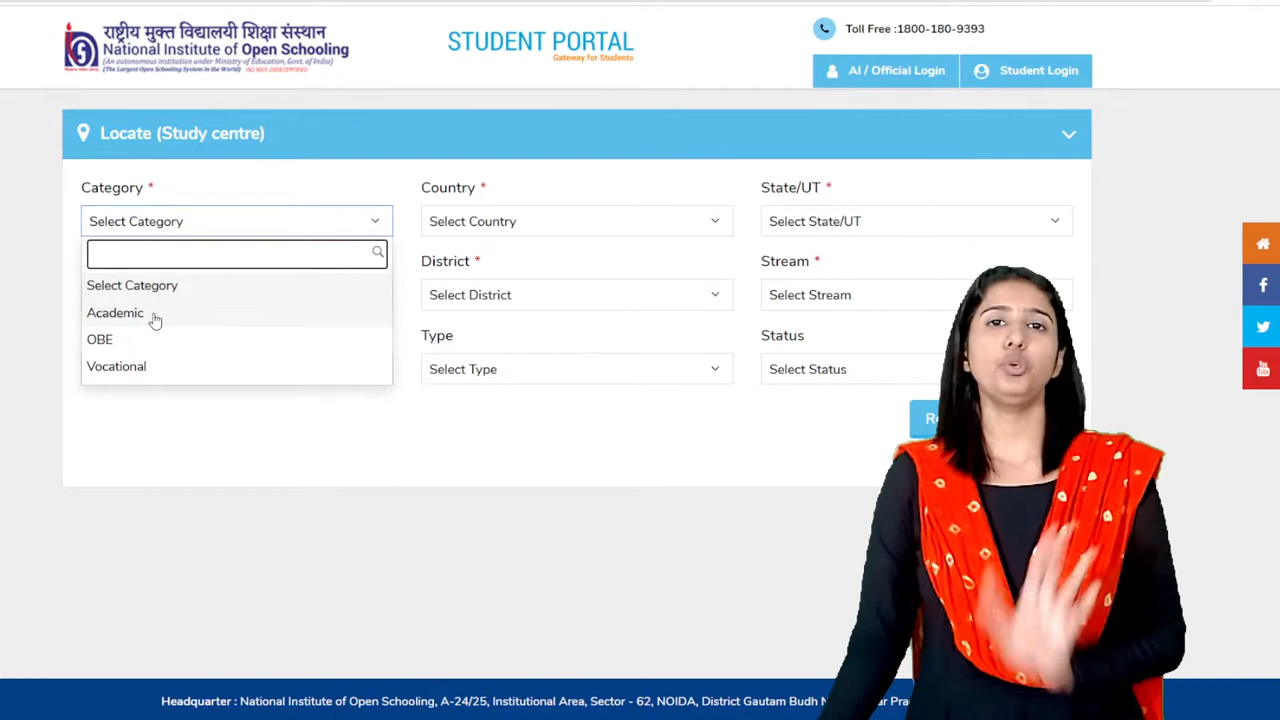 राष्ट्रीय मुक्त विद्यालयी शिक्षा संस्थान
National Institute of Open Schooling
(An autonomous institution under Ministry of Education, Govt. of India)
(The Largest Open Schooling System in the World) ISO 9001:2008 CERTIFIED
STUDENT PORTAL
Gateway for Students
Toll Free :1800-180-9393
AI / Official Login
Student Login
Locate (Study centre)
Category *
Country *
State/UT *
Select Category
Select Country
Select State/UT
Select Category
Academic
OBE
Vocational
District *
Stream *
Select District
Select Stream
Type
Status
Select Type
Select Status
Headquarter : National Institute of Open Schooling, A-24/25, Institutional Area, Sector - 62, NOIDA, District Gautam Budh